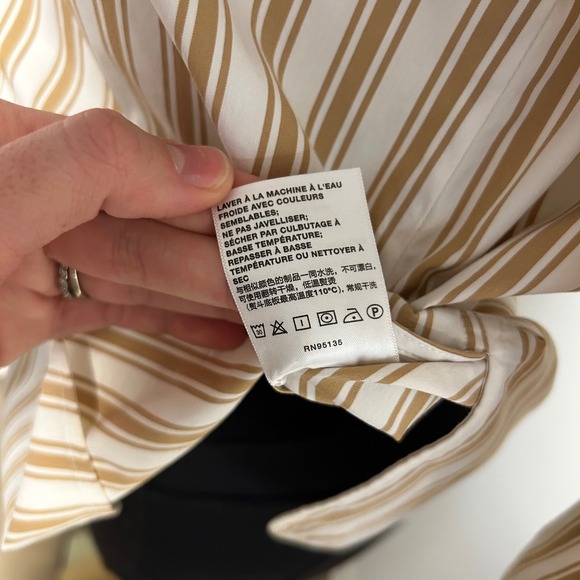 LAVER À LA MACHINE À L'EAU
FROIDE AVEC COULEURS
SEMBLABLES;
NE PAS JAVELLISER;
SÉCHER PAR CULBUTAGE À
BASSE TEMPÉRATURE;
REPASSER À BASSE
TEMPÉRATURE OU NETTOYER À
SEC
与相似颜色的制品一同水洗,不可漂白,
可使用翻转干燥,低温熨烫
(熨斗底板最高温度110°C),常规干洗
30 P
RN95135